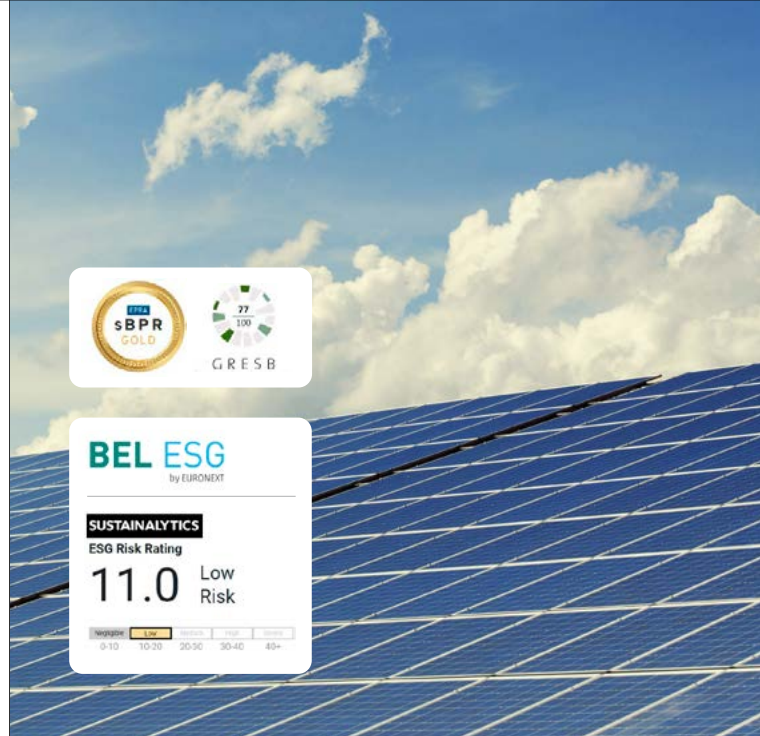 EPRA
sBPR
GOLD
77
100
GRESB
BEL ESG
by EURONEXT
SUSTAINALYTICS
ESG Risk Rating
11.0 Low
Risk
Negligible Low Medium High Severe
0-10 10-20 20-30 30-40 40+